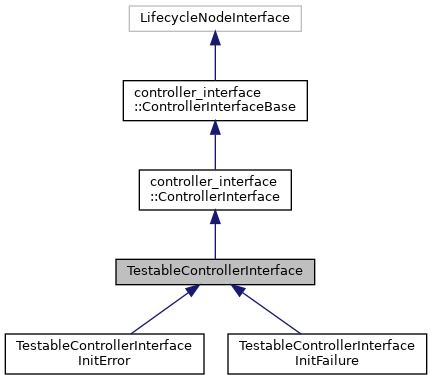 LifecycleNodeInterface
controller_interface
::ControllerInterfaceBase
controller_interface
::ControllerInterface
TestableControllerInterface
TestableControllerInterface
InitError
TestableControllerInterface
InitFailure